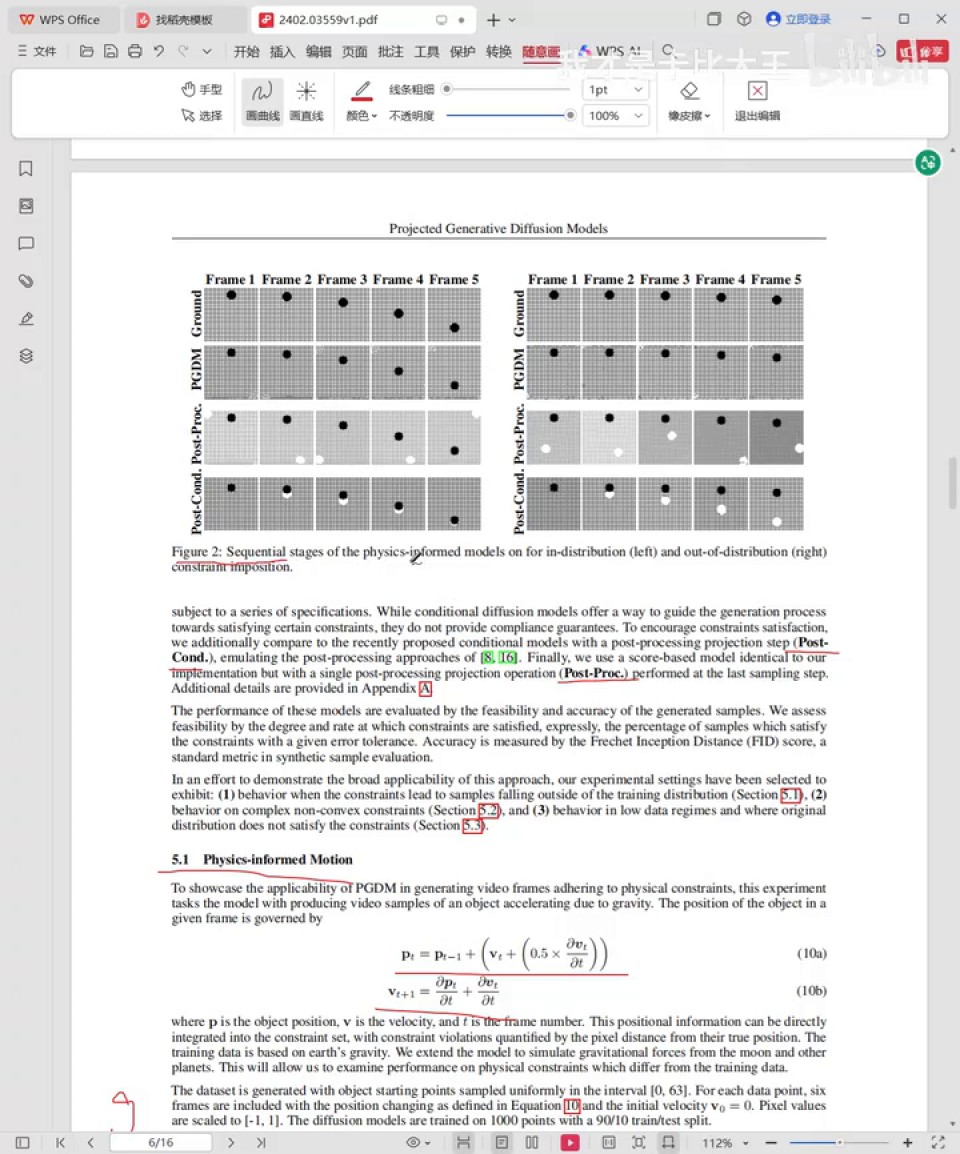 WPS Office
找稻壳模板
2402.03559v1.pdf
立即登录
文件
开始 插入 编辑 页面 批注 工具 保护 转换 随意画 WPS AI
分享
我才是卡比大王 bilibili
手型 画曲线 画直线 颜色 线条粗细 1pt 橡皮擦 退出编辑
选择 不透明度 100%
Projected Generative Diffusion Models
Frame 1 Frame 2 Frame 3 Frame 4 Frame 5 Frame 1 Frame 2 Frame 3 Frame 4 Frame 5
Ground Ground
PGDM PGDM
Post-Proc. Post-Proc.
Post-Cond. Post-Cond.
Figure 2: Sequential stages of the physics-informed models on for in-distribution (left) and out-of-distribution (right)
constraint imposition.
subject to a series of specifications. While conditional diffusion models offer a way to guide the generation process
towards satisfying certain constraints, they do not provide compliance guarantees. To encourage constraints satisfaction,
we additionally compare to the recently proposed conditional models with a post-processing projection step (Post-
Cond.), emulating the post-processing approaches of [8, 16]. Finally, we use a score-based model identical to our
implementation but with a single post-processing projection operation (Post-Proc.) performed at the last sampling step.
Additional details are provided in Appendix A
The performance of these models are evaluated by the feasibility and accuracy of the generated samples. We assess
feasibility by the degree and rate at which constraints are satisfied, expressly, the percentage of samples which satisfy
the constraints with a given error tolerance. Accuracy is measured by the Frechet Inception Distance (FID) score, a
standard metric in synthetic sample evaluation.
In an effort to demonstrate the broad applicability of this approach, our experimental settings have been selected to
exhibit: (1) behavior when the constraints lead to samples falling outside of the training distribution (Section 5.1), (2)
behavior on complex non-convex constraints (Section 5.2), and (3) behavior in low data regimes and where original
distribution does not satisfy the constraints (Section 5.3).
5.1 Physics-informed Motion
To showcase the applicability of PGDM in generating video frames adhering to physical constraints, this experiment
tasks the model with producing video samples of an object accelerating due to gravity. The position of the object in a
given frame is governed by
p_t = p_{t−1} + (v_t + (0.5 × ∂v_t/∂t)) (10a)
v_{t+1} = ∂p_t/∂t + ∂v_t/∂t (10b)
where p is the object position, v is the velocity, and t is the frame number. This positional information can be directly
integrated into the constraint set, with constraint violations quantified by the pixel distance from their true position. The
training data is based on earth's gravity. We extend the model to simulate gravitational forces from the moon and other
planets. This will allow us to examine performance on physical constraints which differ from the training data.
The dataset is generated with object starting points sampled uniformly in the interval [0, 63]. For each data point, six
frames are included with the position changing as defined in Equation 10 and the initial velocity v_0 = 0. Pixel values
are scaled to [-1, 1]. The diffusion models are trained on 1000 points with a 90/10 train/test split.
g
6/16
112%